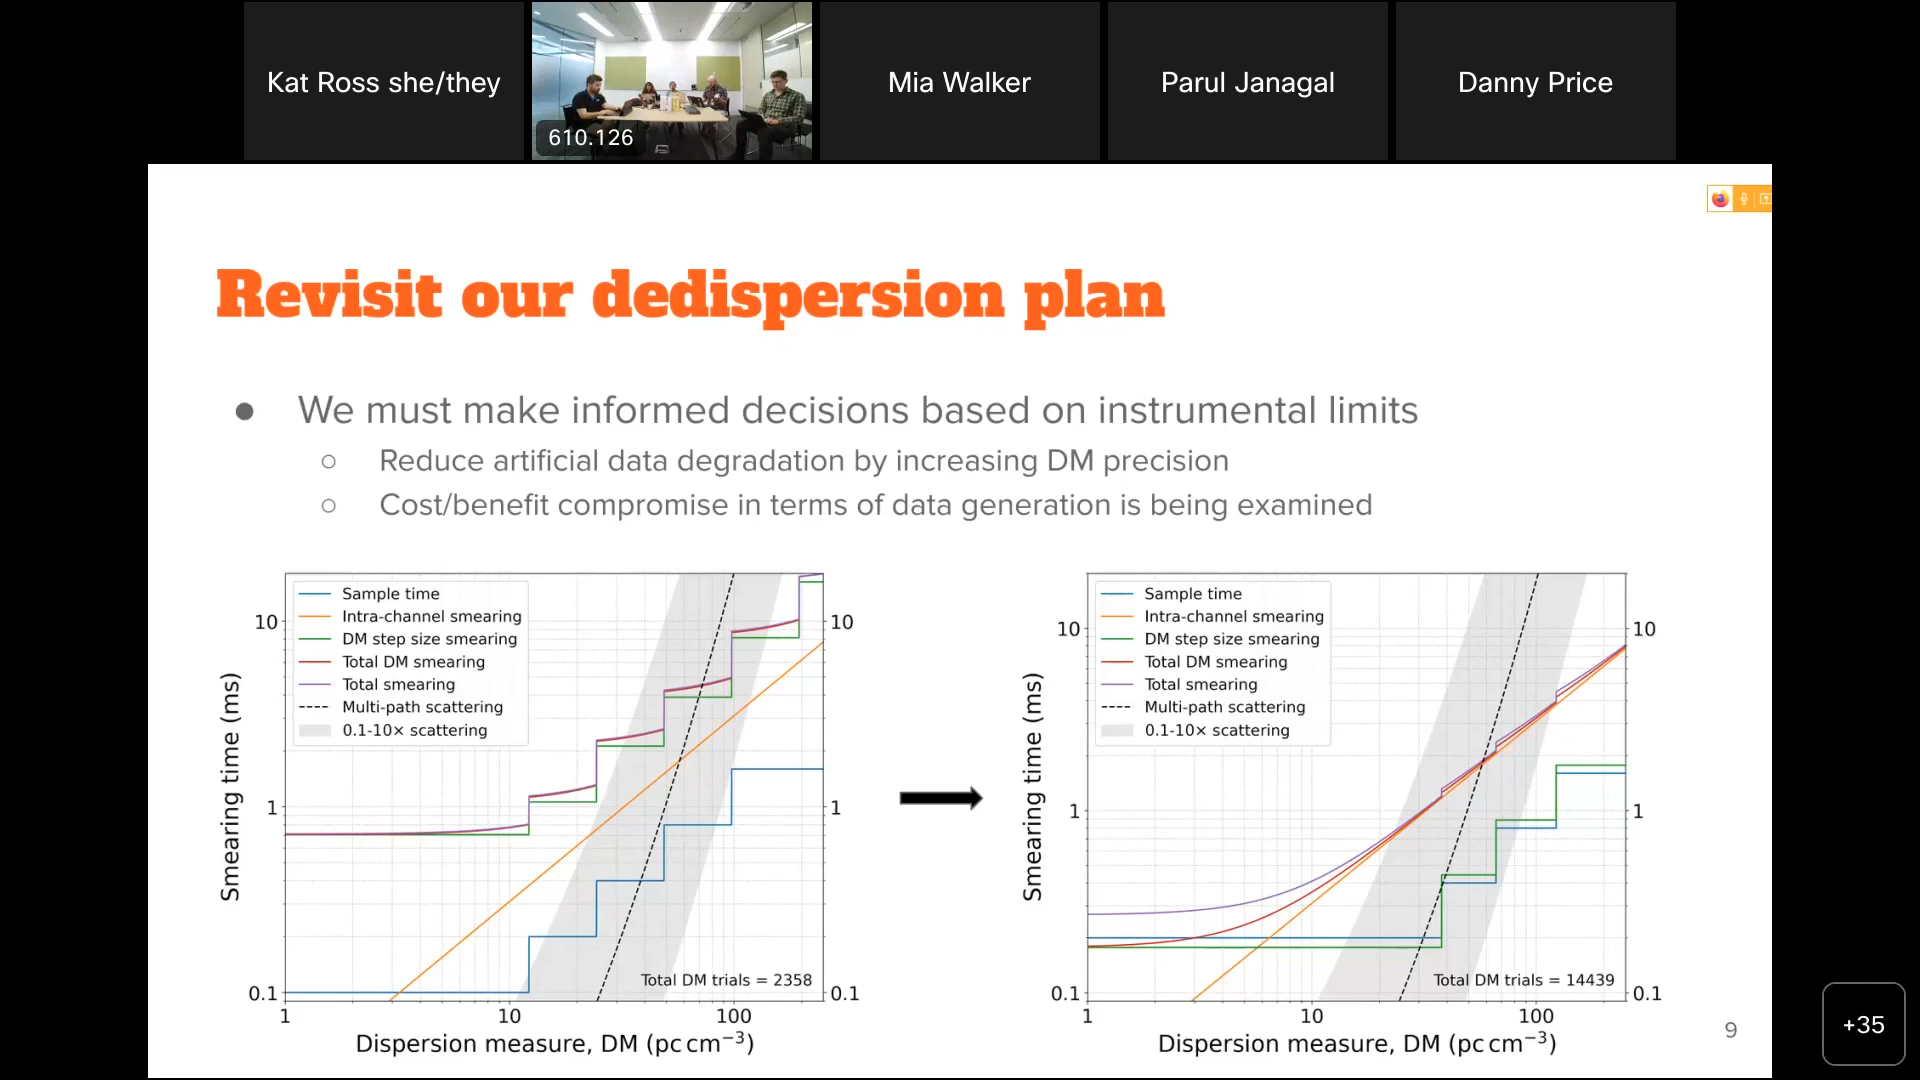 Kat Ross she/they
610.126
Mia Walker
Parul Janagal
Danny Price
Revisit our dedispersion plan
● We must make informed decisions based on instrumental limits
○ Reduce artificial data degradation by increasing DM precision
○ Cost/benefit compromise in terms of data generation is being examined
Sample time
Intra-channel smearing
DM step size smearing
Total DM smearing
Total smearing
Multi-path scattering
0.1-10× scattering
Smearing time (ms)
10
1
0.1
10
1
0.1
Total DM trials = 2358
1 10 100
Dispersion measure, DM (pc cm⁻³)
Sample time
Intra-channel smearing
DM step size smearing
Total DM smearing
Total smearing
Multi-path scattering
0.1-10× scattering
Smearing time (ms)
10
1
0.1
10
1
0.1
Total DM trials = 14439
1 10 100
Dispersion measure, DM (pc cm⁻³)
9
+35